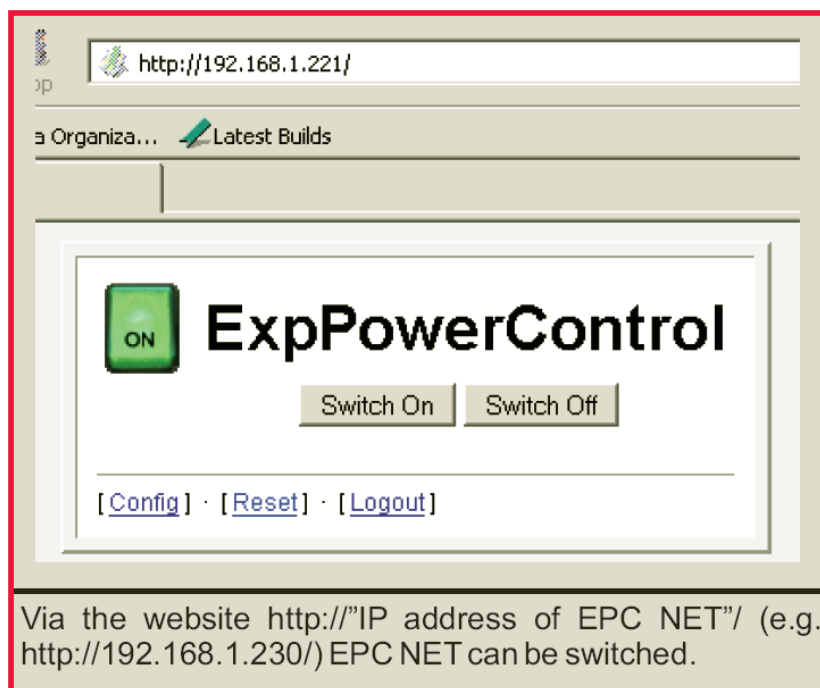 http://192.168.1.221/
op
a Organiza... Latest Builds
ON
ExpPowerControl
Switch On Switch Off
[Config] · [Reset] · [Logout]
Via the website http://"IP address of EPC NET"/ (e.g.
http://192.168.1.230/) EPC NET can be switched.